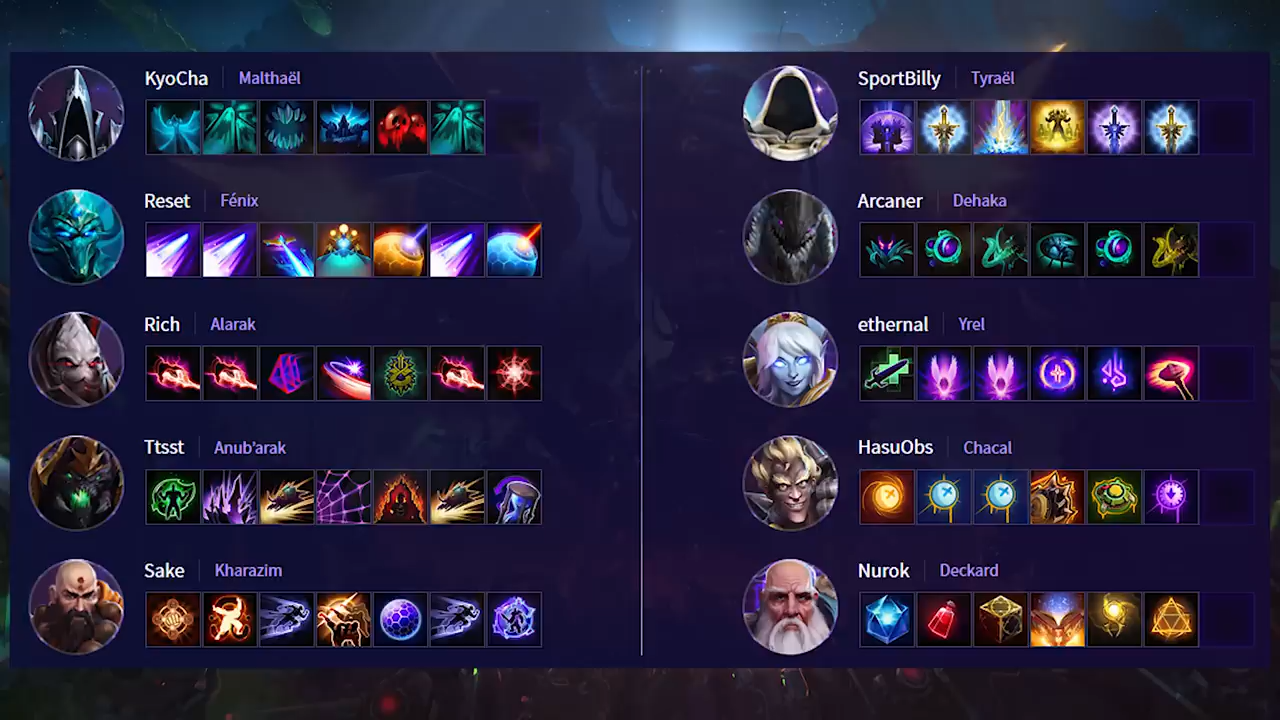 KyoCha Malthaël
Reset Fénix
Rich Alarak
Ttsst Anub'arak
Sake Kharazim
SportBilly Tyraël
Arcaner Dehaka
ethernal Yrel
HasuObs Chacal
Nurok Deckard